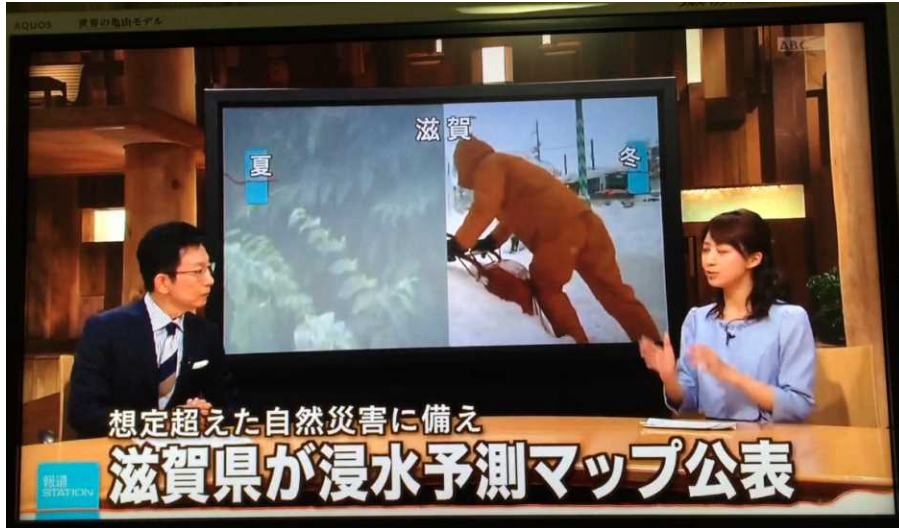 AQUOS 世界の亀山モデル
ABC
滋賀
夏
冬
想定超えた自然災害に備え
滋賀県が浸水予測マップ公表
報道
STATION